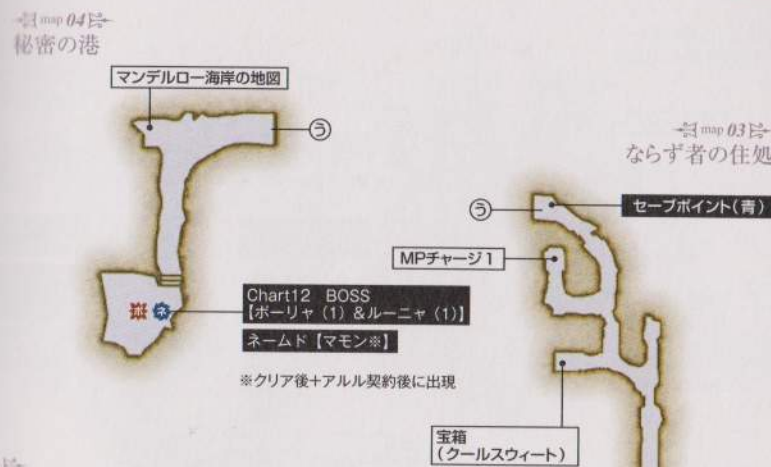 map 04
秘密の港
マンデルロー海岸の地図
う
map 03
ならず者の住処
う
セーブポイント(青)
MPチャージ1
ネ
Chart12 BOSS
【ボーリャ(1)&ルーニャ(1)】
ネームド【マモン※】
※クリア後+アルル契約後に出現
宝箱
(クールスウィート)